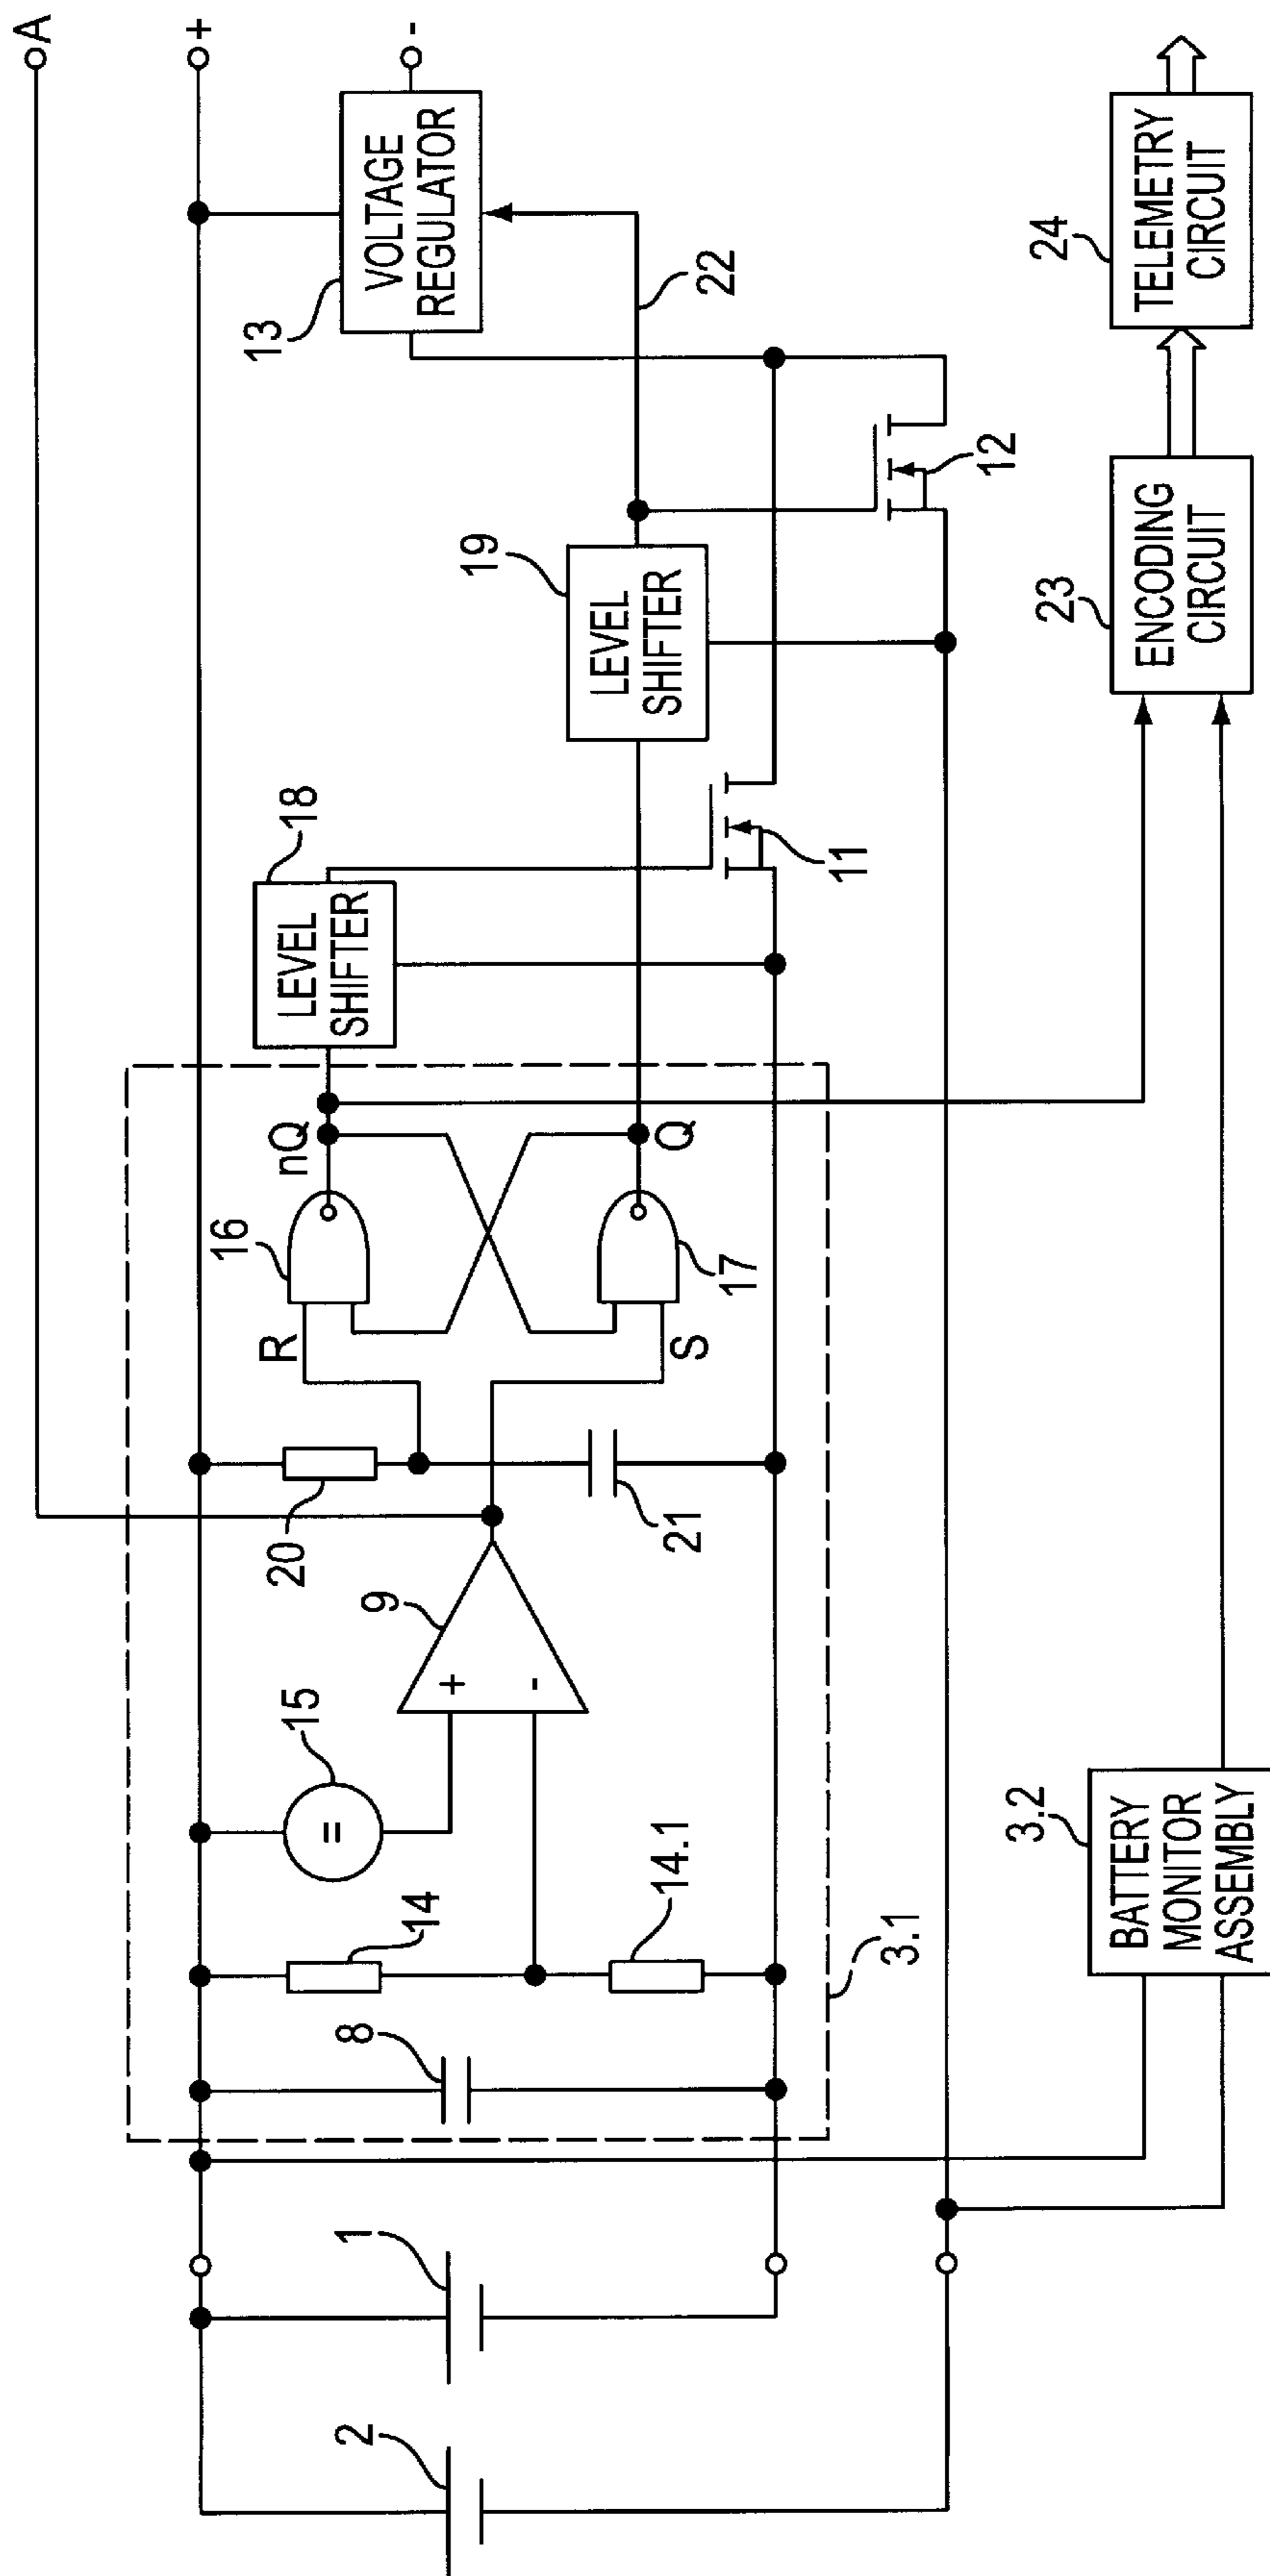 A
+
-
VOLTAGE
REGULATOR
13
22
LEVEL
SHIFTER
18
LEVEL
SHIFTER
19
11
12
nQ
Q
16
17
R
S
20
21
9
+
-
15
=
14
14.1
8
3.1
1
2
BATTERY
MONITOR
ASSEMBLY
3.2
ENCODING
CIRCUIT
23
TELEMETRY
CIRCUIT
24